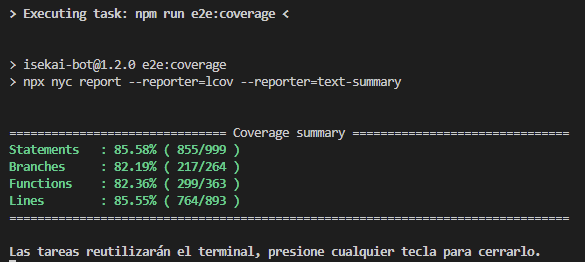 > Executing task: npm run e2e:coverage <
> isekai-bot@1.2.0 e2e:coverage
> npx nyc report --reporter=lcov --reporter=text-summary
=============================== Coverage summary ===============================
Statements   : 85.58% ( 855/999 )
Branches     : 82.19% ( 217/264 )
Functions    : 82.36% ( 299/363 )
Lines        : 85.55% ( 764/893 )
================================================================================
Las tareas reutilizarán el terminal, presione cualquier tecla para cerrarlo.